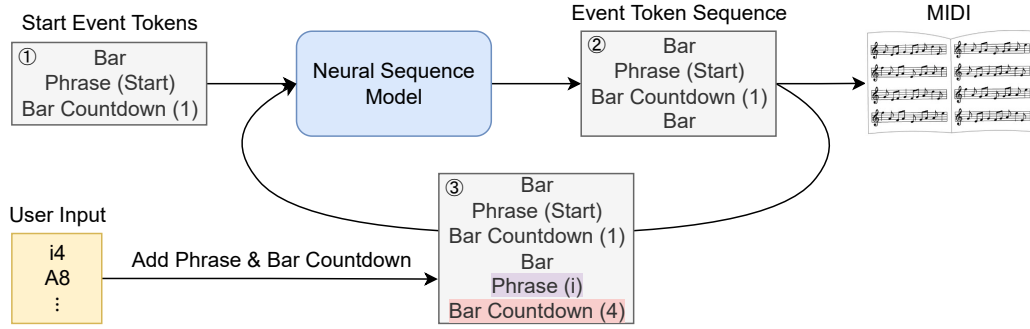 Start Event Tokens
①
Bar
Phrase (Start)
Bar Countdown (1)
Neural Sequence
Model
Event Token Sequence
②
Bar
Phrase (Start)
Bar Countdown (1)
Bar
MIDI
User Input
i4
A8
⋮
Add Phrase & Bar Countdown
③
Bar
Phrase (Start)
Bar Countdown (1)
Bar
Phrase (i)
Bar Countdown (4)